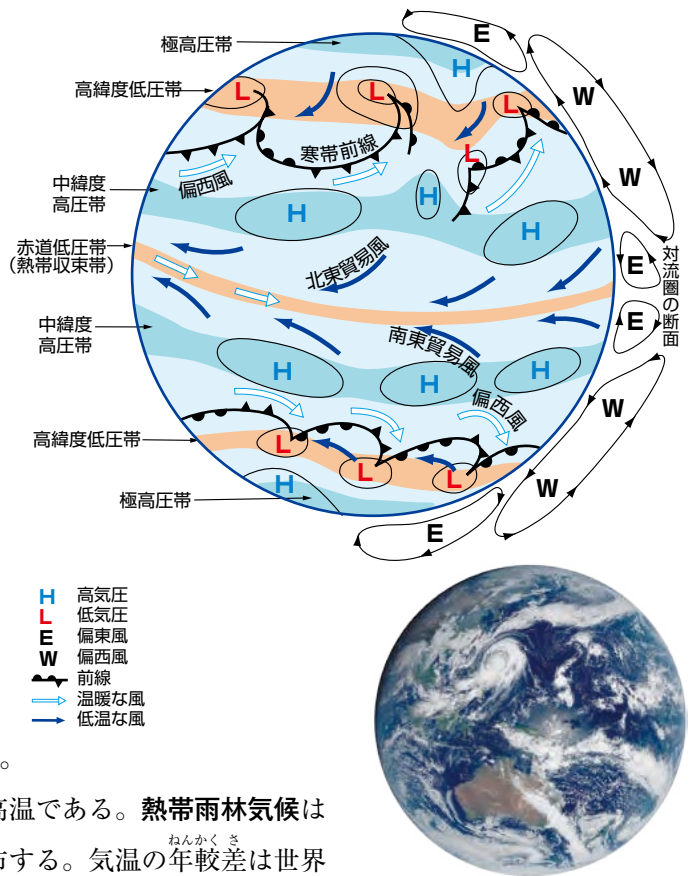 極高圧帯
E
H
高緯度低圧帯
L
L
L
W
寒帯前線
L
偏西風
W
中緯度
高圧帯
H
H
H
赤道低圧帯
(熱帯収束帯)
北東貿易風
E
対流圏の断面
中緯度
高圧帯
南東貿易風
E
H
H
H
偏西風
W
高緯度低圧帯
L
L
L
W
H
極高圧帯
E
H 高気圧
L 低気圧
E 偏東風
W 偏西風
前線
温暖な風
低温な風
。
高温である。熱帯雨林気候は
ねんかくさ
する。気温の年較差は世界